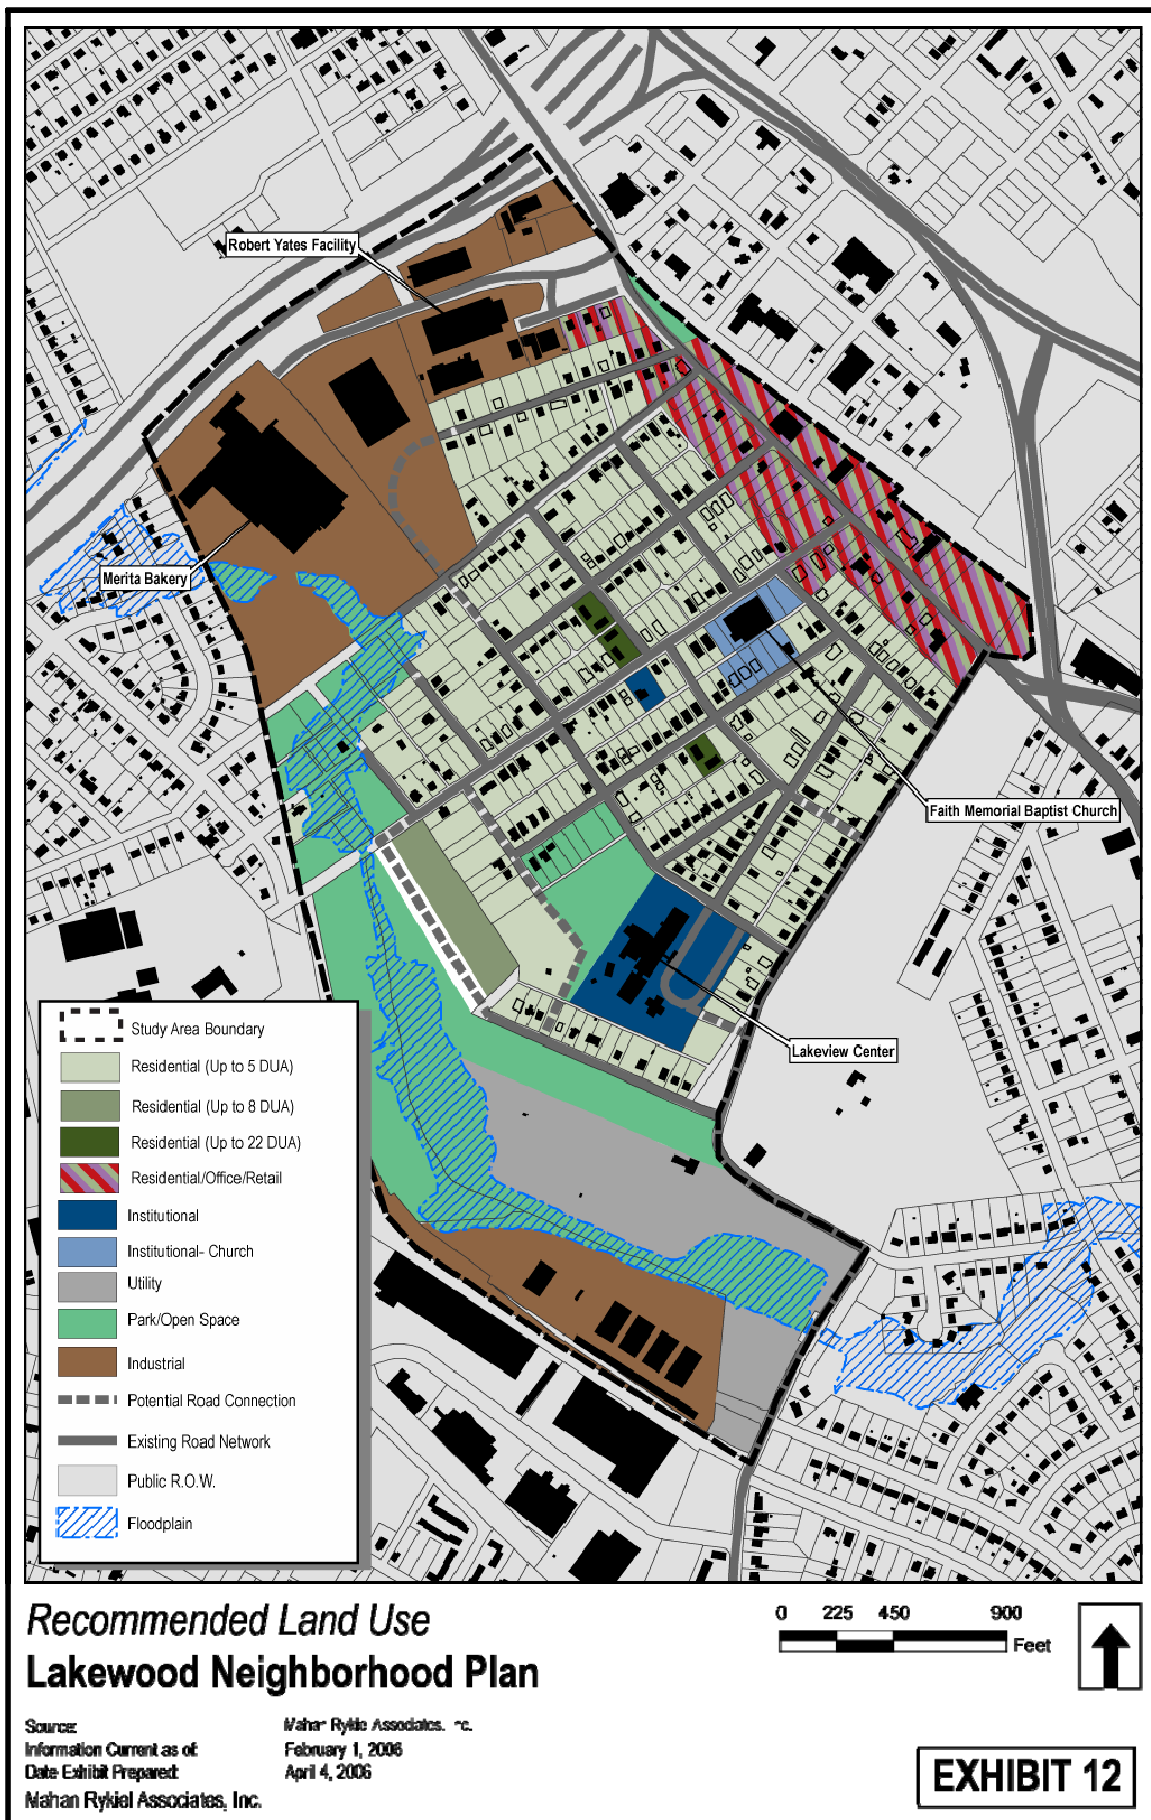 Robert Yates Facility
Merita Bakery
Faith Memorial Baptist Church
Lakeview Center
Study Area Boundary
Residential (Up to 5 DUA)
Residential (Up to 8 DUA)
Residential (Up to 22 DUA)
Residential/Office/Retail
Institutional
Institutional- Church
Utility
Park/Open Space
Industrial
Potential Road Connection
Existing Road Network
Public R.O.W.
Floodplain
Recommended Land Use
Lakewood Neighborhood Plan
0 225 450 900
Feet
Source: Mahan Rykiel Associates, Inc.
Information Current as of: February 1, 2006
Date Exhibit Prepared: April 4, 2006
Mahan Rykiel Associates, Inc.
EXHIBIT 12